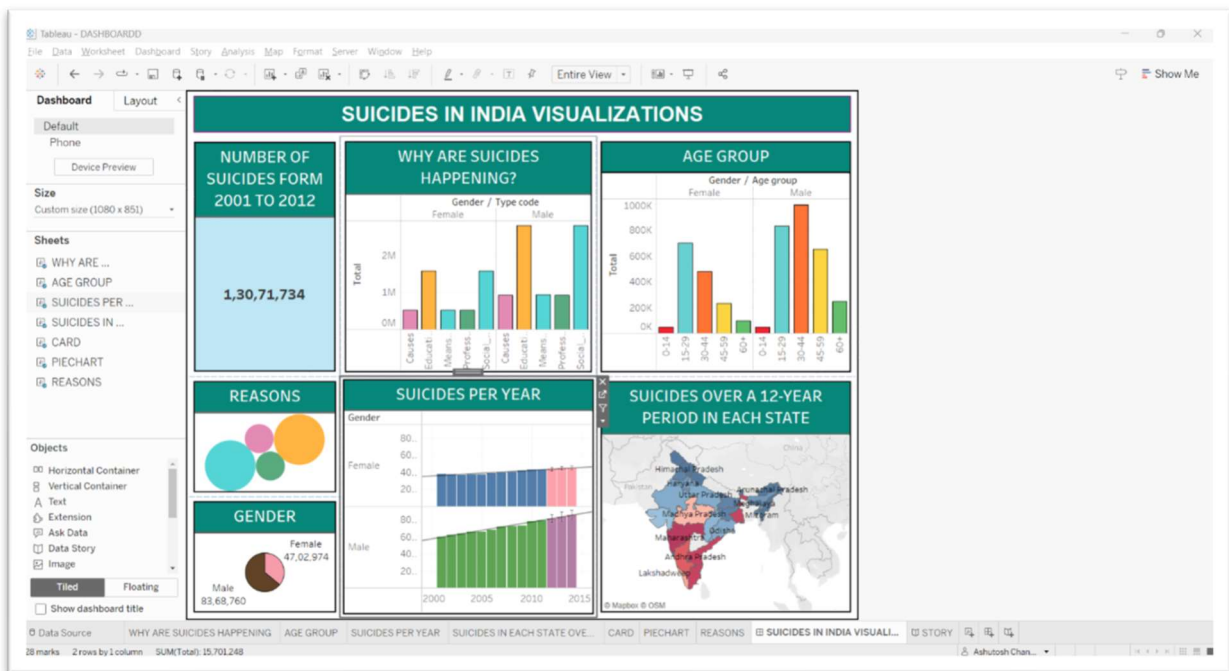 Tableau - DASHBOARDD
File Data Worksheet Dashboard Story Analysis Map Format Server Window Help
Entire View
Show Me
Dashboard Layout
Default
Phone
Device Preview
Size
Custom size (1080 x 851)
Sheets
WHY ARE ...
AGE GROUP
SUICIDES PER ...
SUICIDES IN ...
CARD
PIECHART
REASONS
Objects
Horizontal Container
Vertical Container
Text
Extension
Ask Data
Data Story
Image
Tiled Floating
Show dashboard title
SUICIDES IN INDIA VISUALIZATIONS
NUMBER OF
SUICIDES FORM
2001 TO 2012
1,30,71,734
WHY ARE SUICIDES
HAPPENING?
Gender / Type code
Female Male
Total
2M
1M
0M
Causes
Educati..
Means..
Profess..
Social_..
Causes
Educati..
Means..
Profess..
Social_..
AGE GROUP
Gender / Age group
Female Male
Total
1000K
800K
600K
400K
200K
0K
0-14
15-29
30-44
45-59
60+
0-14
15-29
30-44
45-59
60+
REASONS
GENDER
Female
47,02,974
Male
83,68,760
SUICIDES PER YEAR
Gender
Female
80..
60
40..
20..
Male
80..
60
40..
20..
2000 2005 2010 2015
SUICIDES OVER A 12-YEAR
PERIOD IN EACH STATE
China
Himachal Pradesh
Pakistan
Haryana
Arunachal Pradesh
Uttar Pradesh
Meghalaya
Madhya Pradesh
Mizoram
Odisha
Maharashtra
Andhra Pradesh
Lakshadweep
© Mapbox © OSM
Data Source WHY ARE SUICIDES HAPPENING AGE GROUP SUICIDES PER YEAR SUICIDES IN EACH STATE OVE... CARD PIECHART REASONS SUICIDES IN INDIA VISUALI... STORY
28 marks 2 rows by 1 column SUM(Total): 15,701,248
Ashutosh Chan...